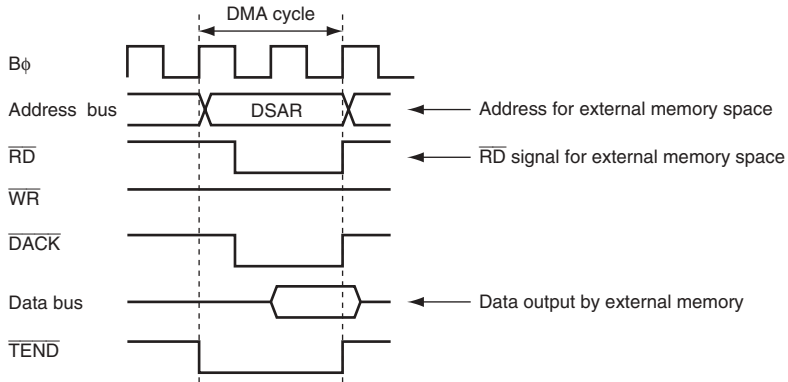 DMA cycle
Bϕ
Address bus DSAR Address for external memory space
RD RD signal for external memory space
WR
DACK
Data bus Data output by external memory
TEND